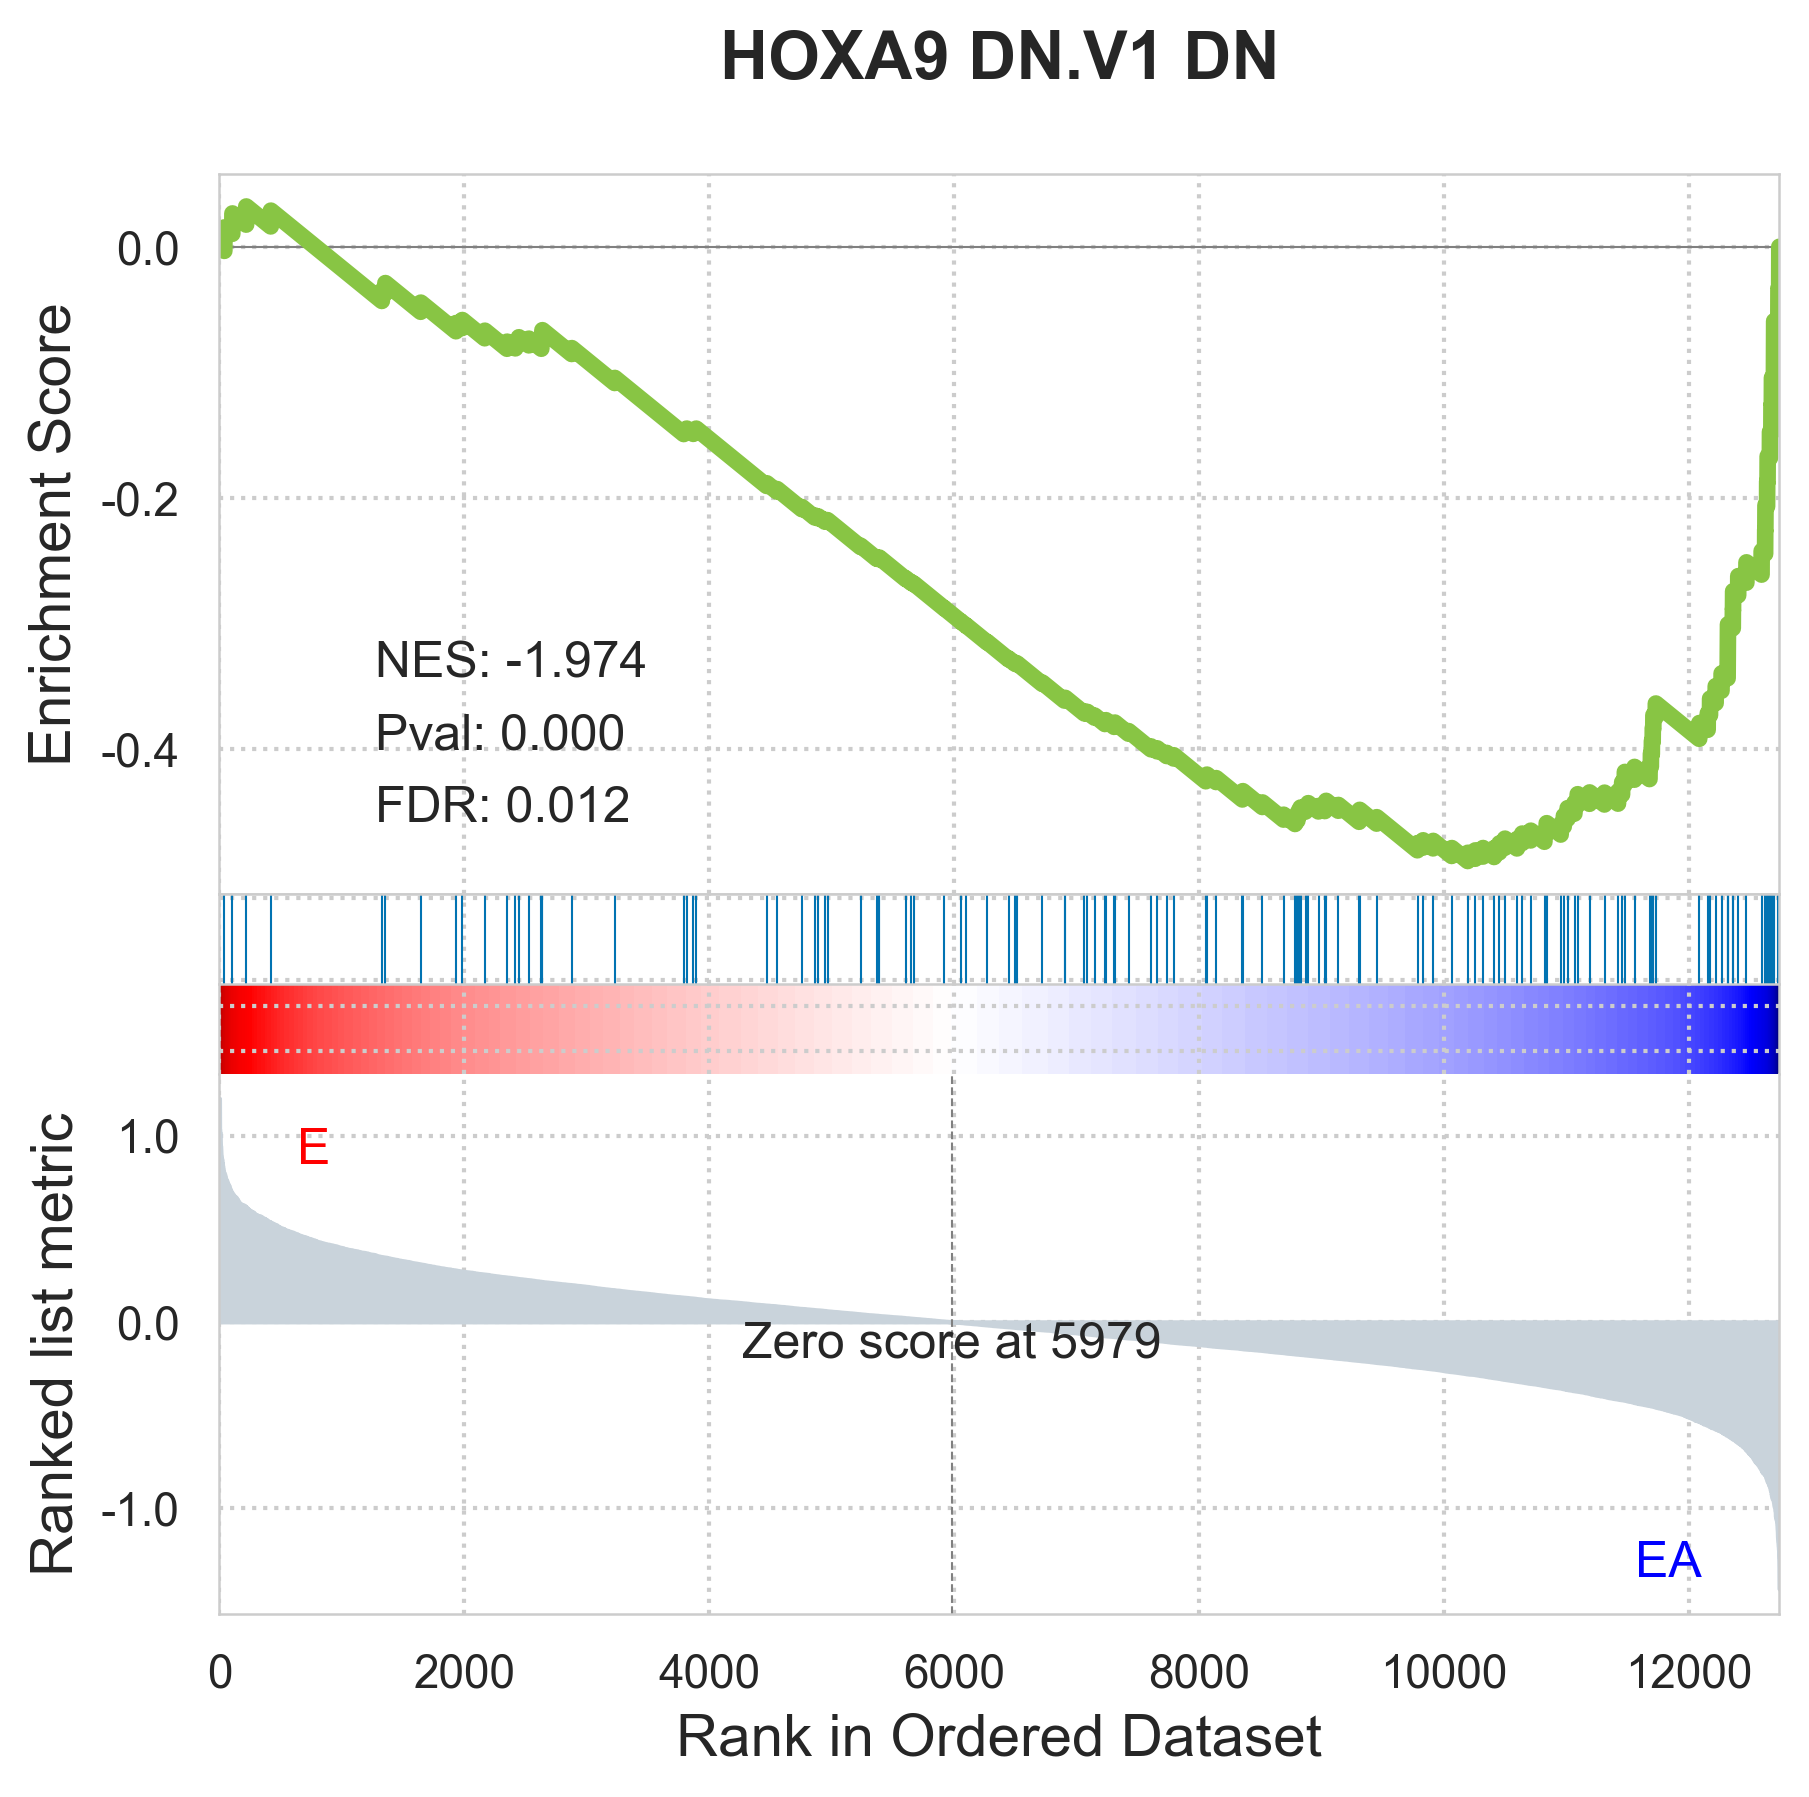 HOXA9 DN.V1 DN
Enrichment Score
0.0
-0.2
-0.4
NES: -1.974
Pval: 0.000
FDR: 0.012
Ranked list metric
1.0
0.0
-1.0
E
Zero score at 5979
EA
0 2000 4000 6000 8000 10000 12000
Rank in Ordered Dataset